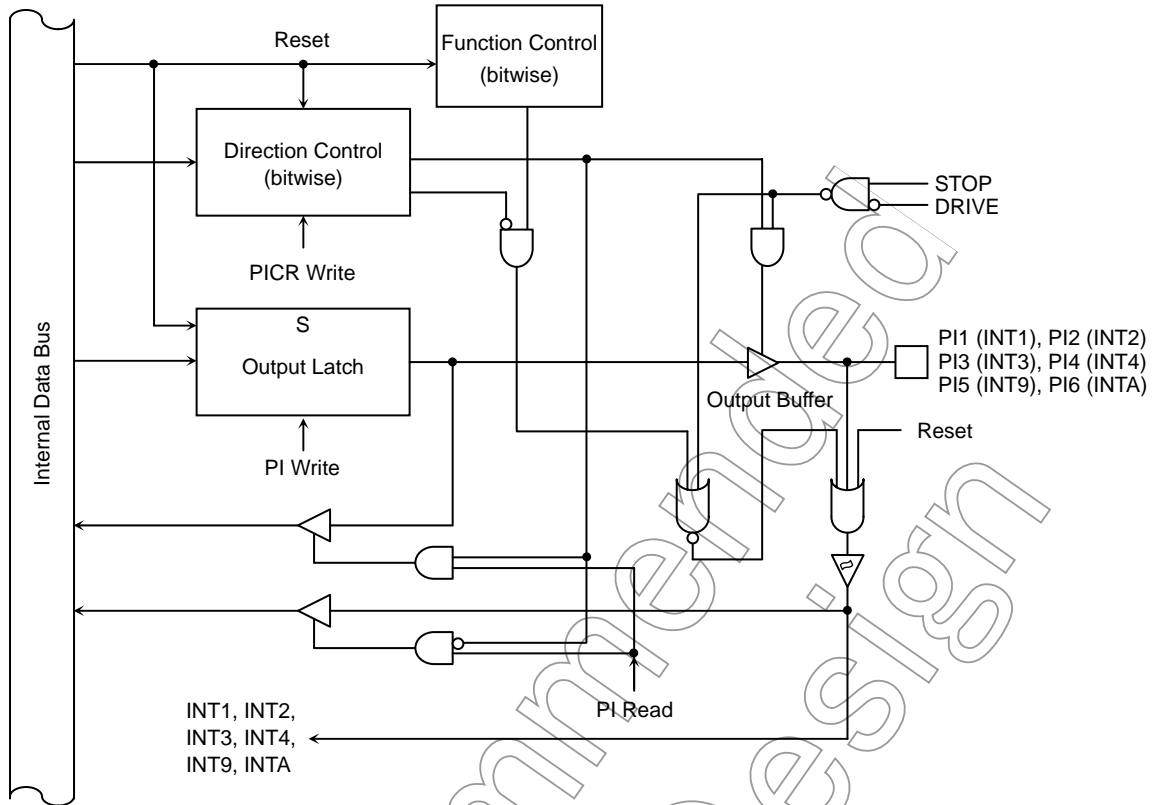 Reset
Function Control
(bitwise)
Direction Control
(bitwise)
STOP
DRIVE
PICR Write
S
Output Latch
PI1 (INT1), PI2 (INT2)
PI3 (INT3), PI4 (INT4)
PI5 (INT9), PI6 (INTA)
Output Buffer
Reset
PI Write
Internal Data Bus
PI Read
INT1, INT2,
INT3, INT4,
INT9, INTA
mmended
esign